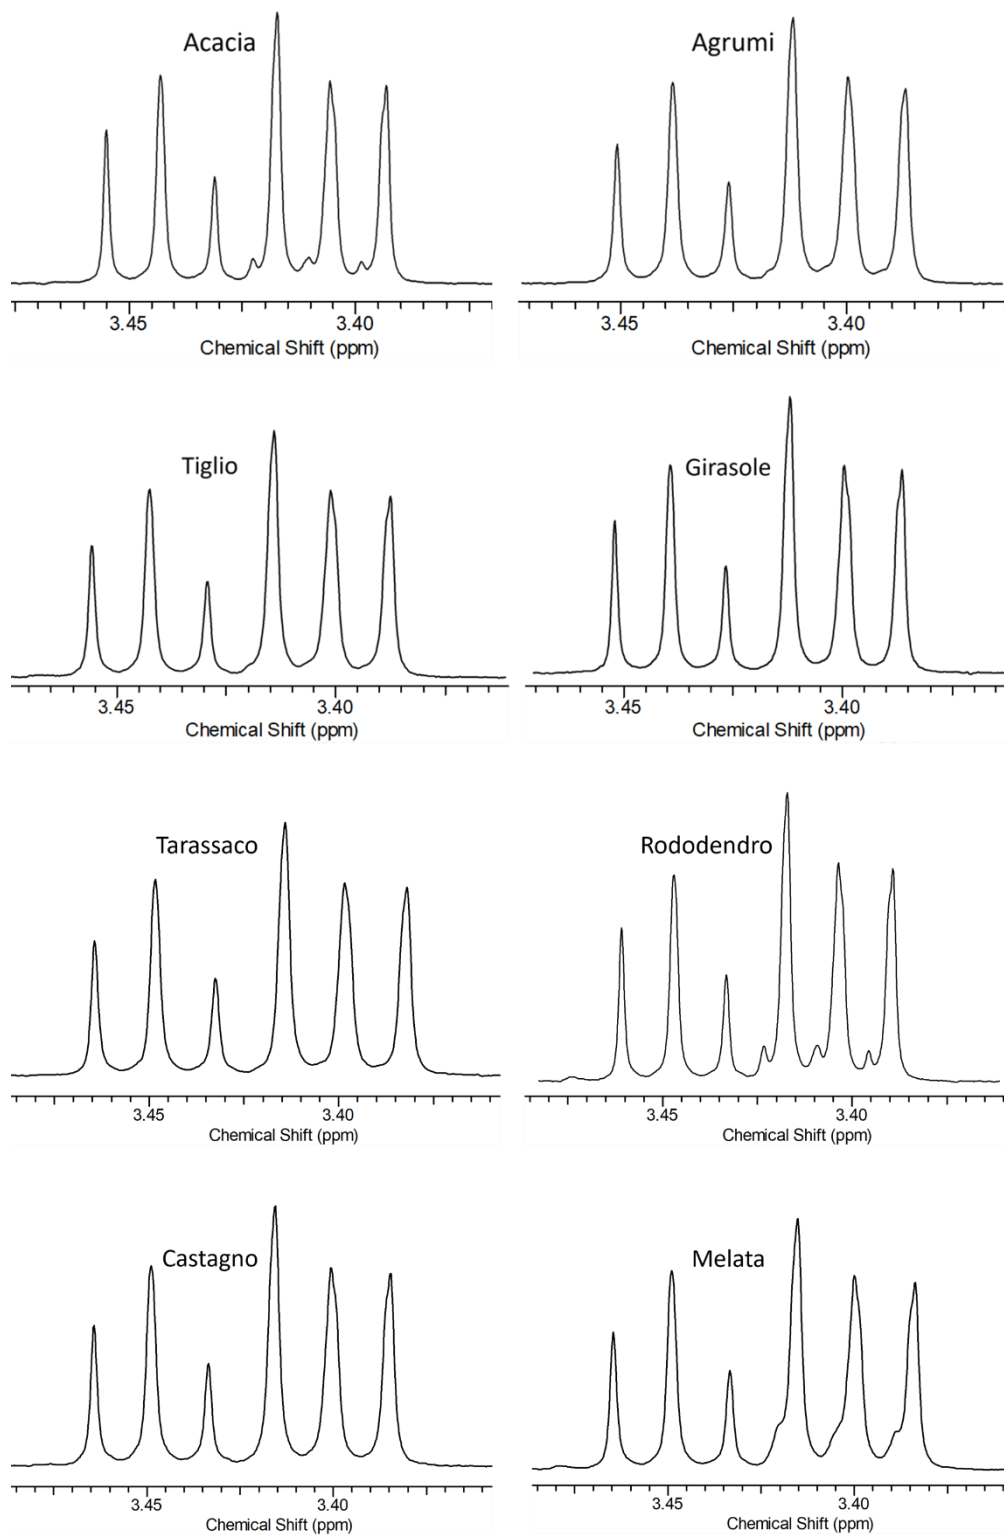 Acacia
3.45 3.40
Chemical Shift (ppm)
Agrumi
3.45 3.40
Chemical Shift (ppm)
Tiglio
3.45 3.40
Chemical Shift (ppm)
Girasole
3.45 3.40
Chemical Shift (ppm)
Tarassaco
3.45 3.40
Chemical Shift (ppm)
Rododendro
3.45 3.40
Chemical Shift (ppm)
Castagno
3.45 3.40
Chemical Shift (ppm)
Melata
3.45 3.40
Chemical Shift (ppm)